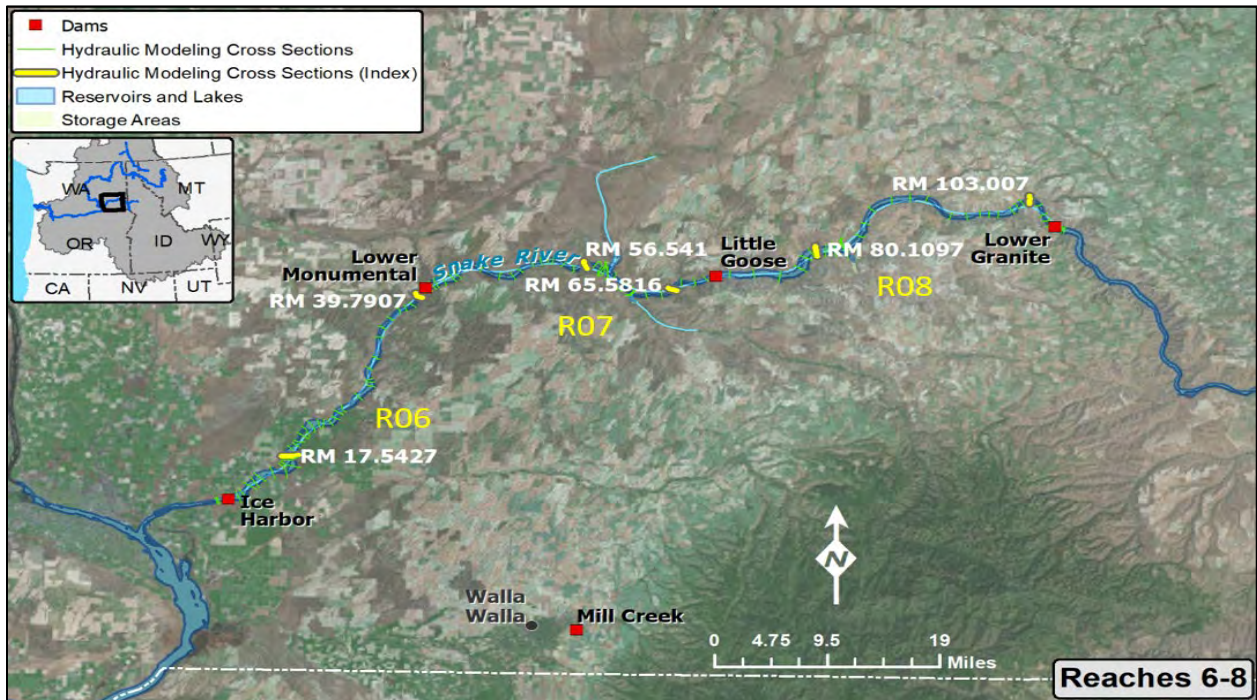 Dams
Hydraulic Modeling Cross Sections
Hydraulic Modeling Cross Sections (Index)
Reservoirs and Lakes
Storage Areas
WA
MT
OR
ID
WY
CA
NV
UT
RM 103.007
Lower
Granite
RM 56.541
Little
Goose
RM 80.1097
R08
Snake River
Lower
Monumental
RM 39.7907
RM 65.5816
R07
R06
RM 17.5427
Ice
Harbor
Walla
Walla
Mill Creek
N
0 4.75 9.5 19
Miles
Reaches 6-8